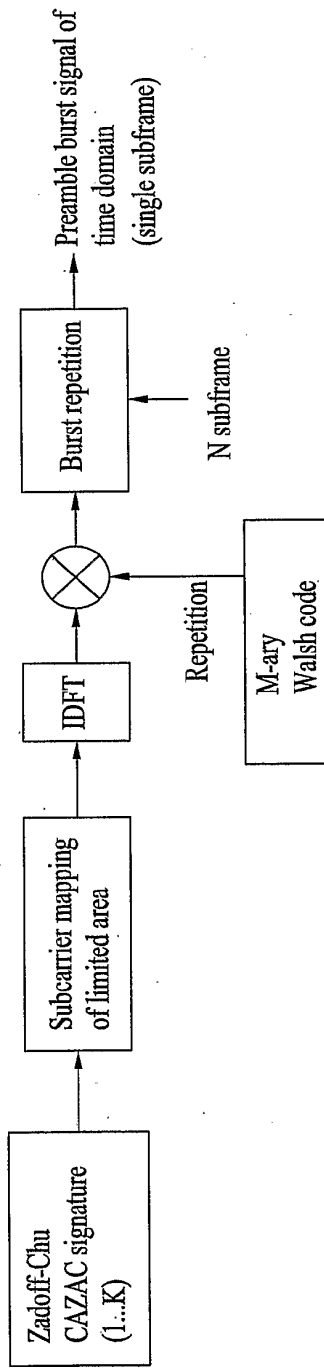 Zadoff-Chu
CAZAC signature
(1...K)
Subcarrier mapping
of limited area
IDFT
Repetition
M-ary
Walsh code
Burst repetition
N subframe
Preamble burst signal of
time domain
(single subframe)